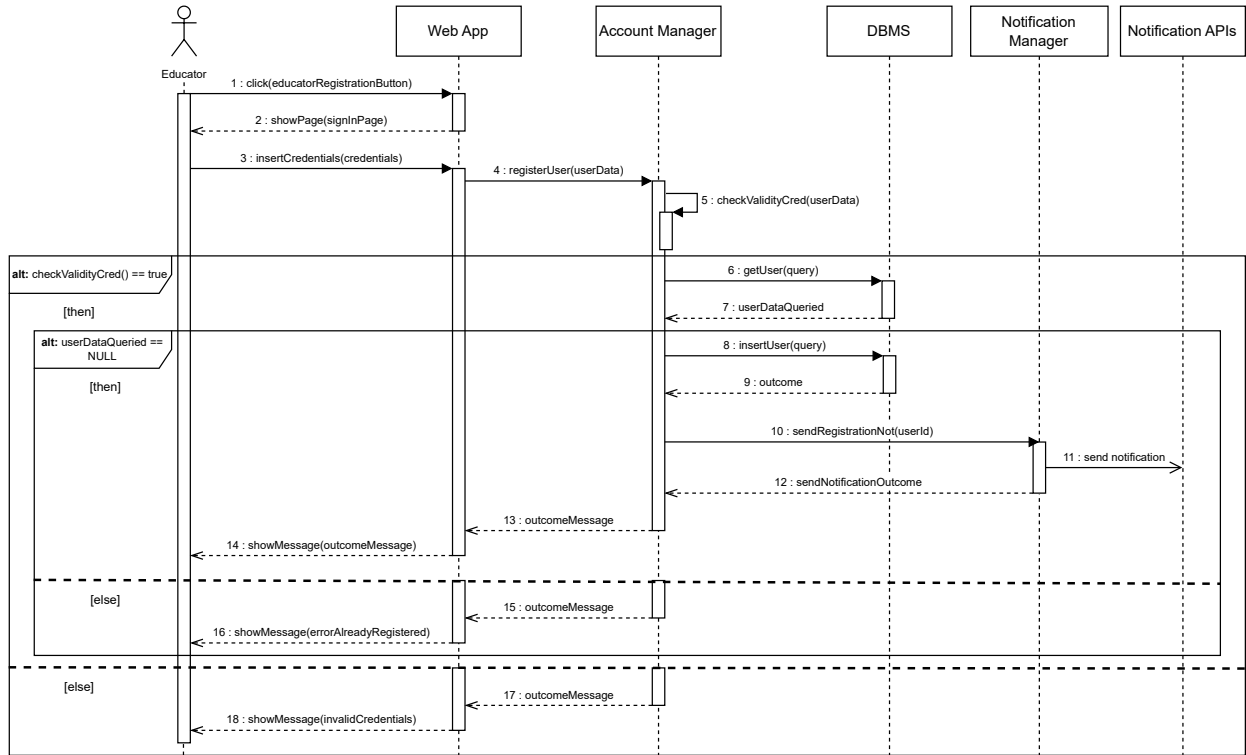 Web App
Account Manager
DBMS
Notification
Manager
Notification APIs
Educator
1 : click(educatorRegistrationButton)
2 : showPage(signInPage)
3 : insertCredentials(credentials)
4 : registerUser(userData)
5 : checkValidityCred(userData)
alt: checkValidityCred() == true
6 : getUser(query)
[then]
7 : userDataQueried
alt: userDataQueried ==
NULL
8 : insertUser(query)
[then]
9 : outcome
10 : sendRegistrationNot(userId)
11 : send notification
12 : sendNotificationOutcome
13 : outcomeMessage
14 : showMessage(outcomeMessage)
[else]
15 : outcomeMessage
16 : showMessage(errorAlreadyRegistered)
[else]
17 : outcomeMessage
18 : showMessage(invalidCredentials)